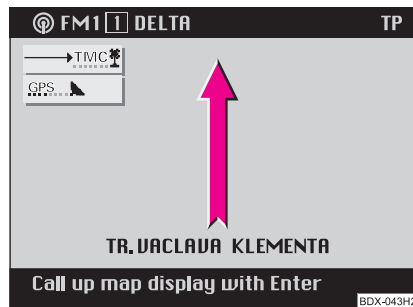 FM1 1 DELTA TP
TMC
GPS
TR. VACLAVA KLEMENTA
Call up map display with Enter
BDX-043H2